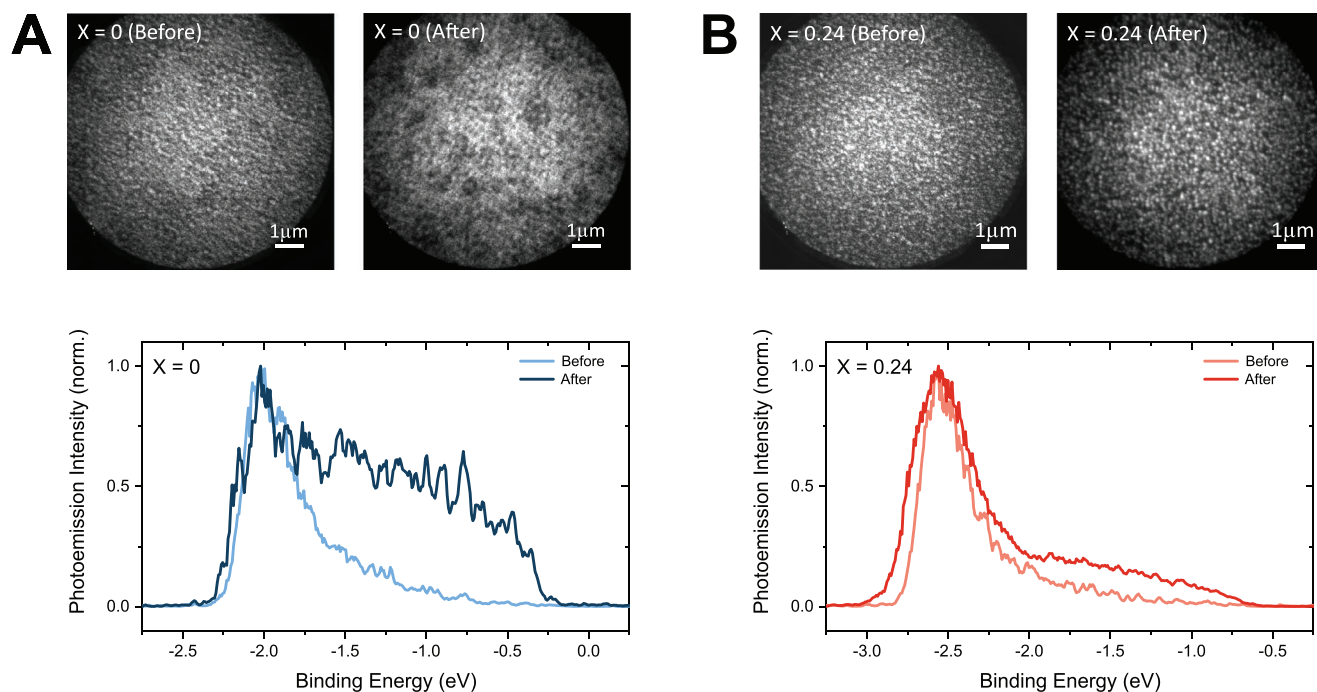 A
X = 0 (Before)
1μm
X = 0 (After)
1μm
B
X = 0.24 (Before)
1μm
X = 0.24 (After)
1μm
Photoemission Intensity (norm.)
1.0
0.5
0.0
X = 0
Before
After
-2.5
-2.0
-1.5
-1.0
-0.5
0.0
Binding Energy (eV)
Photoemission Intensity (norm.)
1.0
0.5
0.0
X = 0.24
Before
After
-3.0
-2.5
-2.0
-1.5
-1.0
-0.5
Binding Energy (eV)